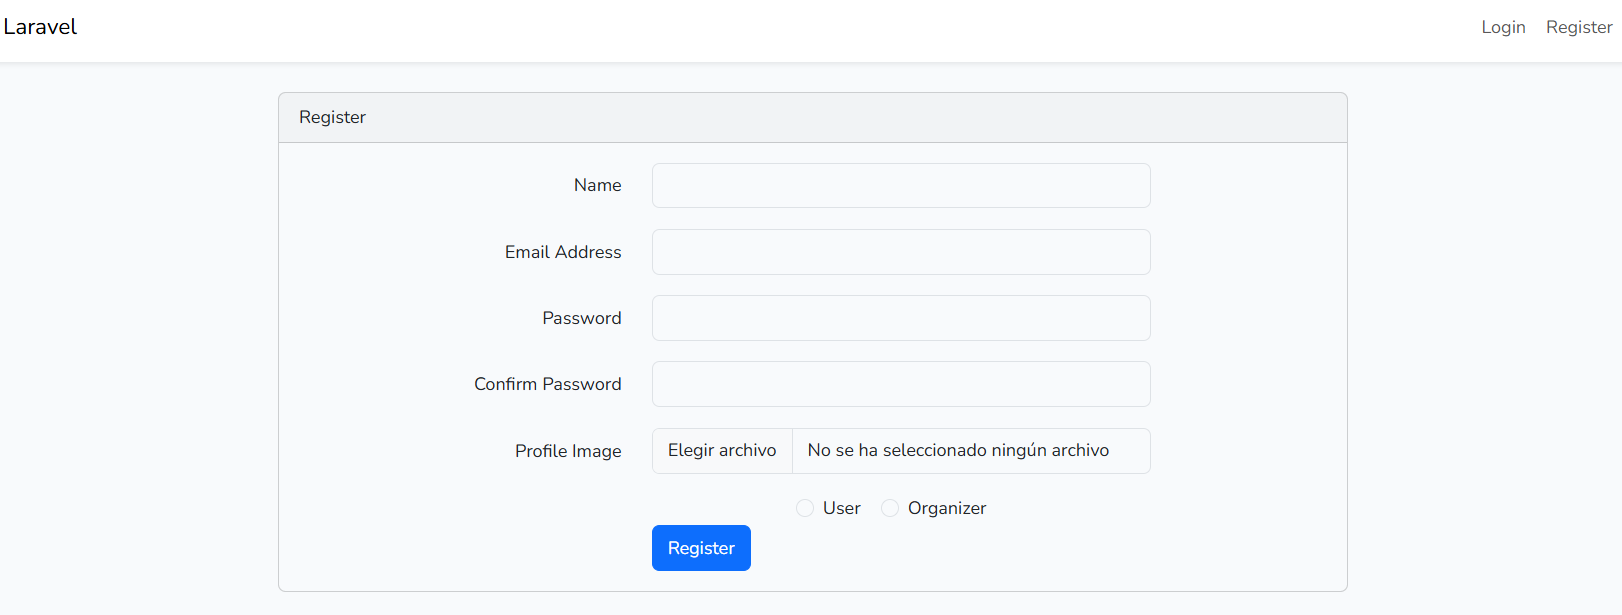 Laravel
Login Register
Register
Name
Email Address
Password
Confirm Password
Profile Image Elegir archivo No se ha seleccionado ningún archivo
User Organizer
Register